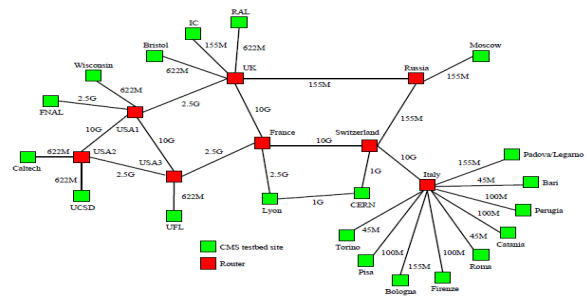 RAL
IC
155M
622M
Bristol
622M
UK
Moscow
Russia
155M
155M
Wisconsin
622M
FNAL
2.5G
USA1
2.5G
10G
10G
10G
155M
France
Switzerland
10G
Caltech
622M
USA2
USA3
2.5G
2.5G
622M
UCSD
622M
UFL
2.5G
Lyon
1G
1G
CERN
10G
Italy
155M
Padova/Legarno
45M
Bari
100M
Perugia
100M
Catania
45M
Roma
100M
Firenze
155M
Bologna
100M
Pisa
45M
Torino
CMS testbed site
Router